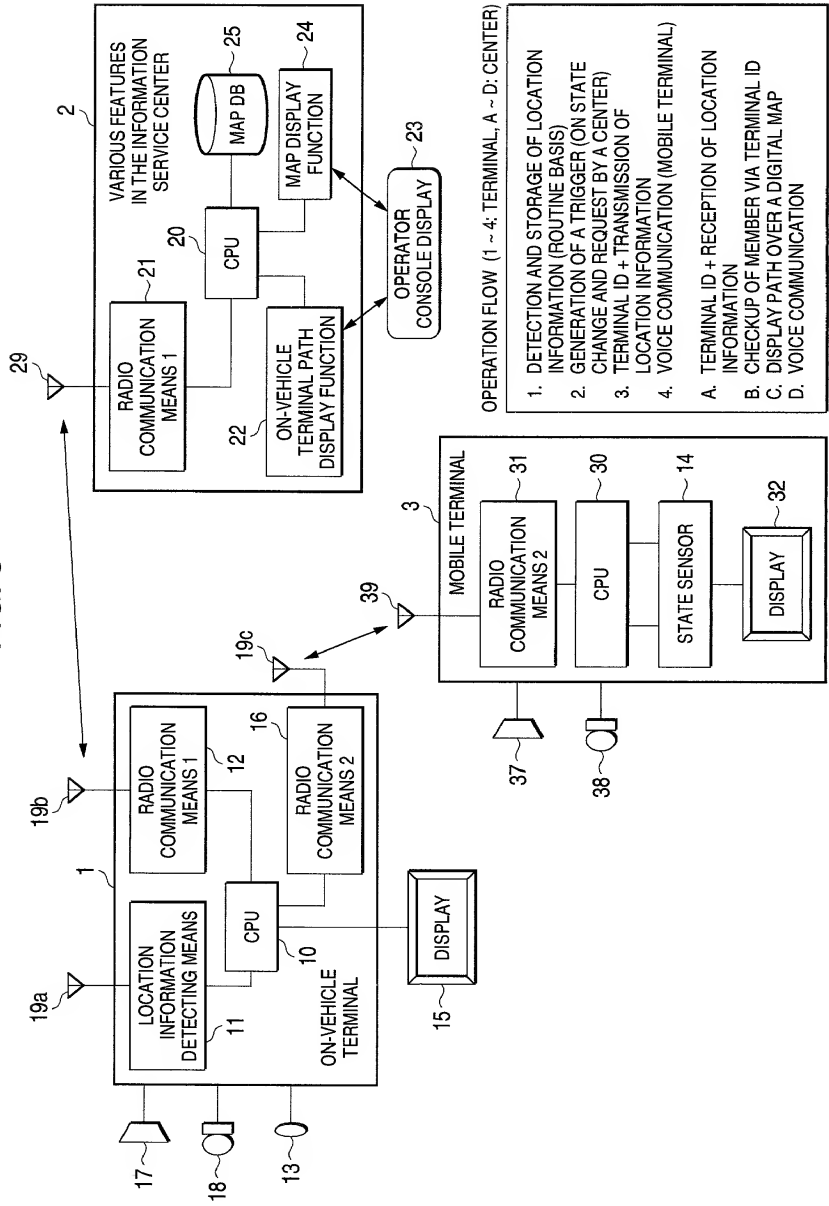 19a
19b
1
LOCATION
INFORMATION
DETECTING MEANS
11
RADIO
COMMUNICATION
MEANS 1
12
CPU
10
RADIO
COMMUNICATION
MEANS 2
16
19c
ON-VEHICLE
TERMINAL
17
18
13
DISPLAY
15
29
2
VARIOUS FEATURES
IN THE INFORMATION
SERVICE CENTER
RADIO
COMMUNICATION
MEANS 1
21
20
CPU
MAP DB
25
ON-VEHICLE
TERMINAL PATH
DISPLAY FUNCTION
22
MAP DISPLAY
FUNCTION
24
OPERATOR
CONSOLE DISPLAY
23
39
3
MOBILE TERMINAL
RADIO
COMMUNICATION
MEANS 2
31
CPU
30
STATE SENSOR
14
DISPLAY
32
37
38
OPERATION FLOW (1 ~ 4: TERMINAL, A ~ D: CENTER)
1. DETECTION AND STORAGE OF LOCATION
INFORMATION (ROUTINE BASIS)
2. GENERATION OF A TRIGGER (ON STATE
CHANGE AND REQUEST BY A CENTER)
3. TERMINAL ID + TRANSMISSION OF
LOCATION INFORMATION
4. VOICE COMMUNICATION (MOBILE TERMINAL)
A. TERMINAL ID + RECEPTION OF LOCATION
INFORMATION
B. CHECKUP OF MEMBER VIA TERMINAL ID
C. DISPLAY PATH OVER A DIGITAL MAP
D. VOICE COMMUNICATION